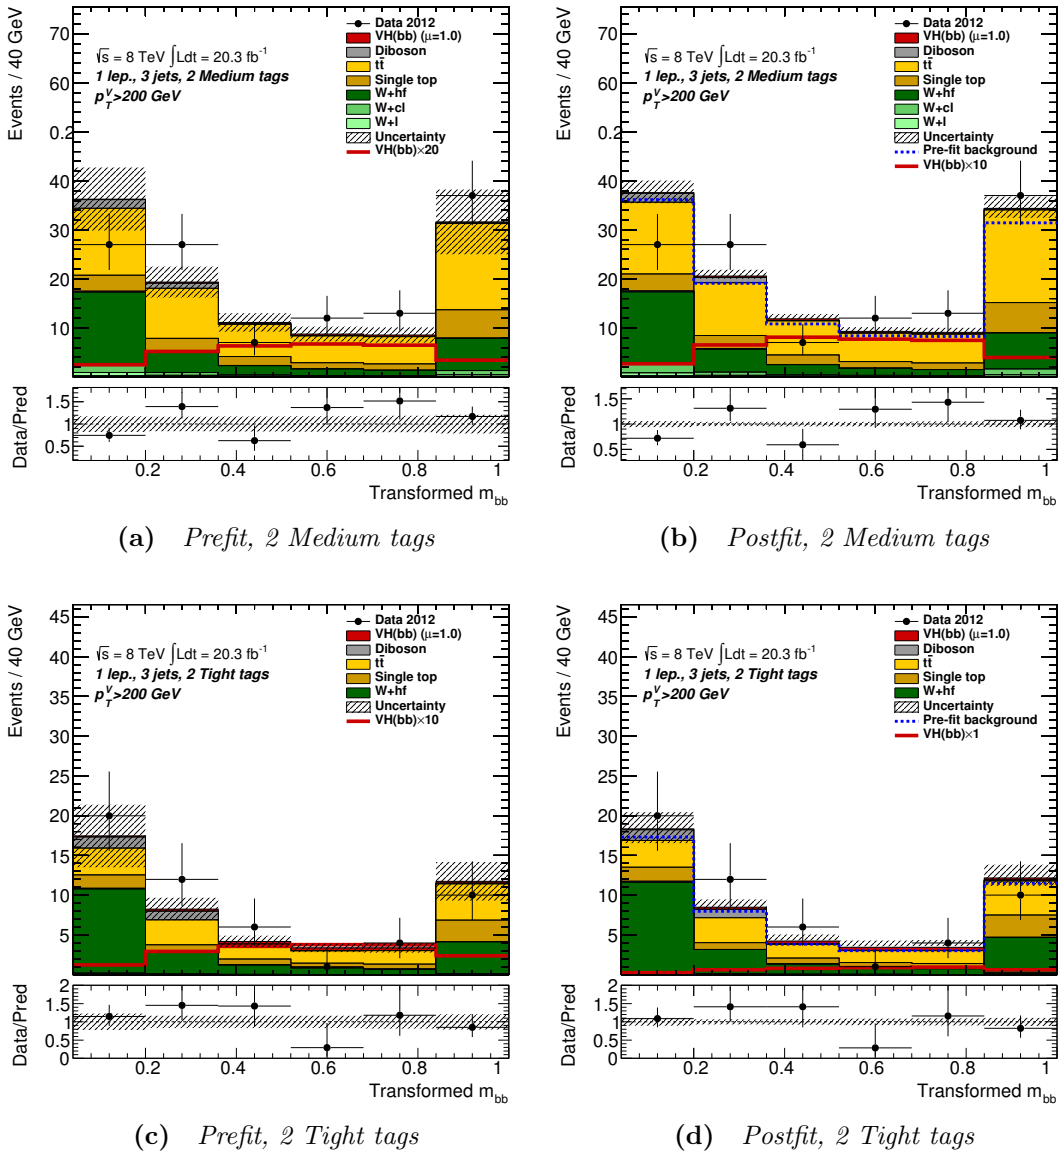 Events / 40 GeV
70
60
50
40
30
20
10
0.2
√s = 8 TeV ∫Ldt = 20.3 fb⁻¹
1 lep., 3 jets, 2 Medium tags
p_T^V>200 GeV
Data 2012
VH(bb) (μ=1.0)
Diboson
tt̄
Single top
W+hf
W+cl
W+l
Uncertainty
VH(bb)×20
Data/Pred
1.5
1
0.5
0.2 0.4 0.6 0.8 1
Transformed m_bb
(a) Prefit, 2 Medium tags
Events / 40 GeV
70
60
50
40
30
20
10
0.2
√s = 8 TeV ∫Ldt = 20.3 fb⁻¹
1 lep., 3 jets, 2 Medium tags
p_T^V>200 GeV
Data 2012
VH(bb) (μ=1.0)
Diboson
tt̄
Single top
W+hf
W+cl
W+l
Uncertainty
Pre-fit background
VH(bb)×10
Data/Pred
1.5
1
0.5
0.2 0.4 0.6 0.8 1
Transformed m_bb
(b) Postfit, 2 Medium tags
Events / 40 GeV
45
40
35
30
25
20
15
10
5
√s = 8 TeV ∫Ldt = 20.3 fb⁻¹
1 lep., 3 jets, 2 Tight tags
p_T^V>200 GeV
Data 2012
VH(bb) (μ=1.0)
Diboson
tt̄
Single top
W+hf
Uncertainty
VH(bb)×10
Data/Pred
2
1.5
1
0.5
0
0.2 0.4 0.6 0.8 1
Transformed m_bb
(c) Prefit, 2 Tight tags
Events / 40 GeV
45
40
35
30
25
20
15
10
5
√s = 8 TeV ∫Ldt = 20.3 fb⁻¹
1 lep., 3 jets, 2 Tight tags
p_T^V>200 GeV
Data 2012
VH(bb) (μ=1.0)
Diboson
tt̄
Single top
W+hf
Uncertainty
Pre-fit background
VH(bb)×1
Data/Pred
2
1.5
1
0.5
0
0.2 0.4 0.6 0.8 1
Transformed m_bb
(d) Postfit, 2 Tight tags